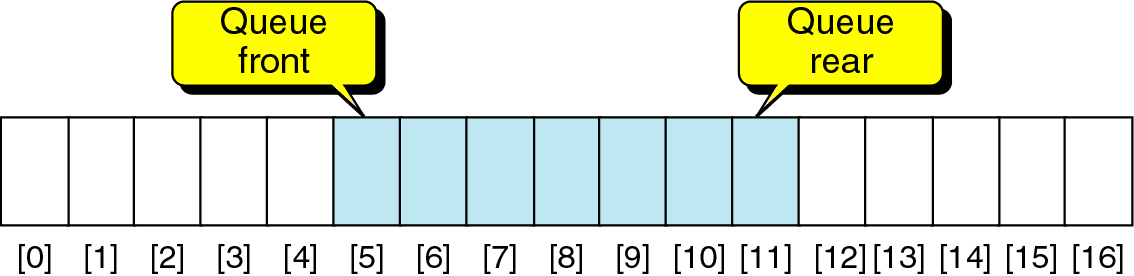 Queue
front
Queue
rear
[0] [1] [2] [3] [4] [5] [6] [7] [8] [9] [10] [11] [12] [13] [14] [15] [16]